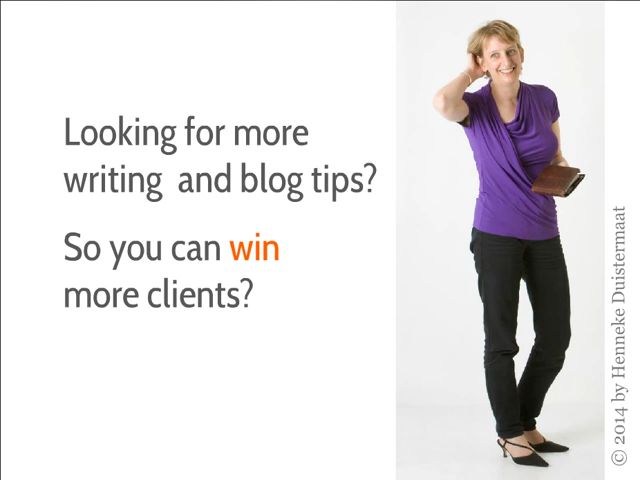 Looking for more
writing and blog tips?
So you can win
more clients?
© 2014 by Henneke Duistermaat